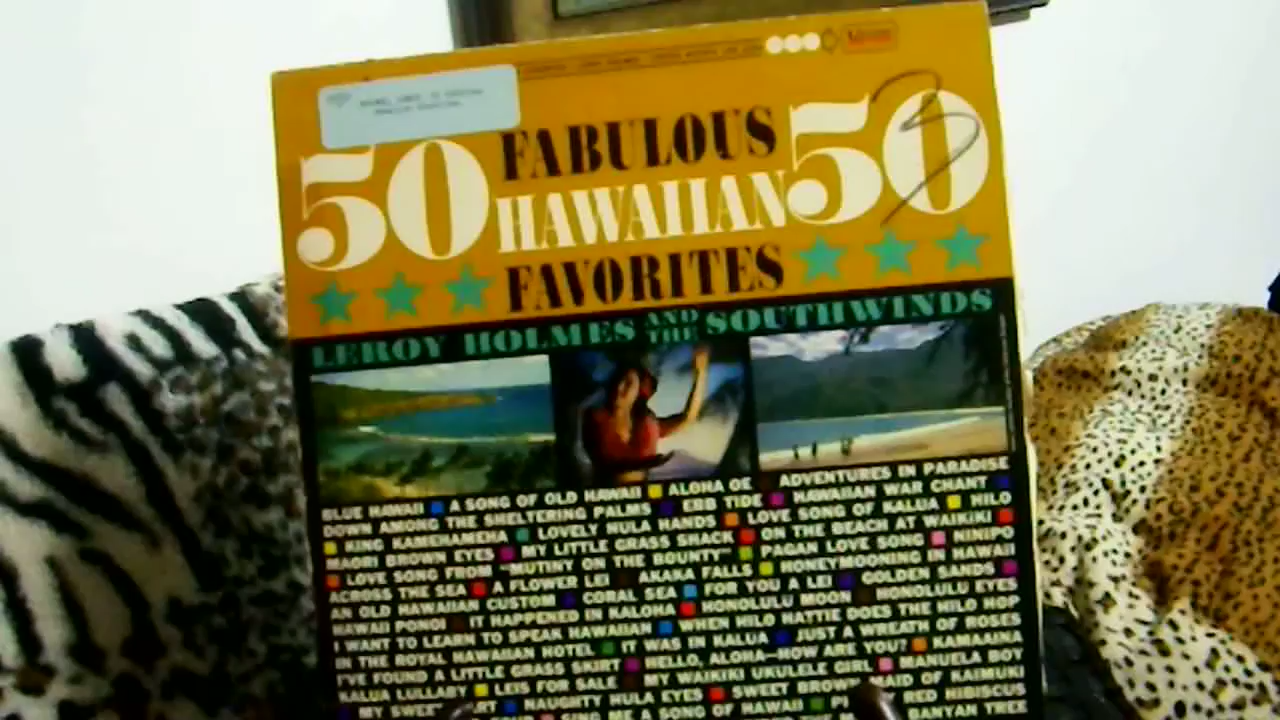 50 FABULOUS 50
HAWAIIAN
FAVORITES
LEROY HOLMES AND THE SOUTHWINDS
BLUE HAWAII A SONG OF OLD HAWAII ALOHA OE ADVENTURES IN PARADISE
DOWN AMONG THE SHELTERING PALMS EBB TIDE HAWAIIAN WAR CHANT
KING KAMEHAMEHA LOVELY HULA HANDS LOVE SONG OF KALUA HILO
MAORI BROWN EYES MY LITTLE GRASS SHACK ON THE BEACH AT WAIKIKI
LOVE SONG FROM "MUTINY ON THE BOUNTY" PAGAN LOVE SONG NINIPO
ACROSS THE SEA A FLOWER LEI AKAKA FALLS HONEYMOONING IN HAWAII
AN OLD HAWAIIAN CUSTOM CORAL SEA FOR YOU A LEI GOLDEN SANDS
HAWAII PONOI IT HAPPENED IN KALOHA HONOLULU MOON HONOLULU EYES
I WANT TO LEARN TO SPEAK HAWAIIAN WHEN HILO HATTIE DOES THE HILO HOP
IN THE ROYAL HAWAIIAN HOTEL IT WAS IN KALUA JUST A WREATH OF ROSES
I'VE FOUND A LITTLE GRASS SKIRT HELLO, ALOHA—HOW ARE YOU? KAMAAINA
KALUA LULLABY LEIS FOR SALE MY WAIKIKI UKULELE GIRL MANUELA BOY
MY SWEET NAUGHTY HULA EYES SWEET BROWN MAID OF KAIMUKI
SING ME A SONG OF HAWAII RED HIBISCUS
BANYAN TREE